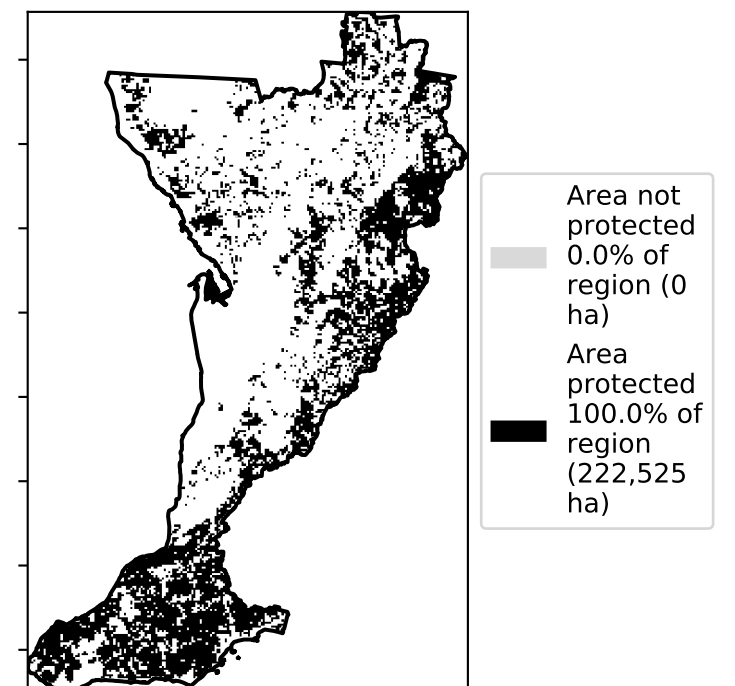 Area not
protected
0.0% of
region (0
ha)
Area
protected
100.0% of
region
(222,525
ha)